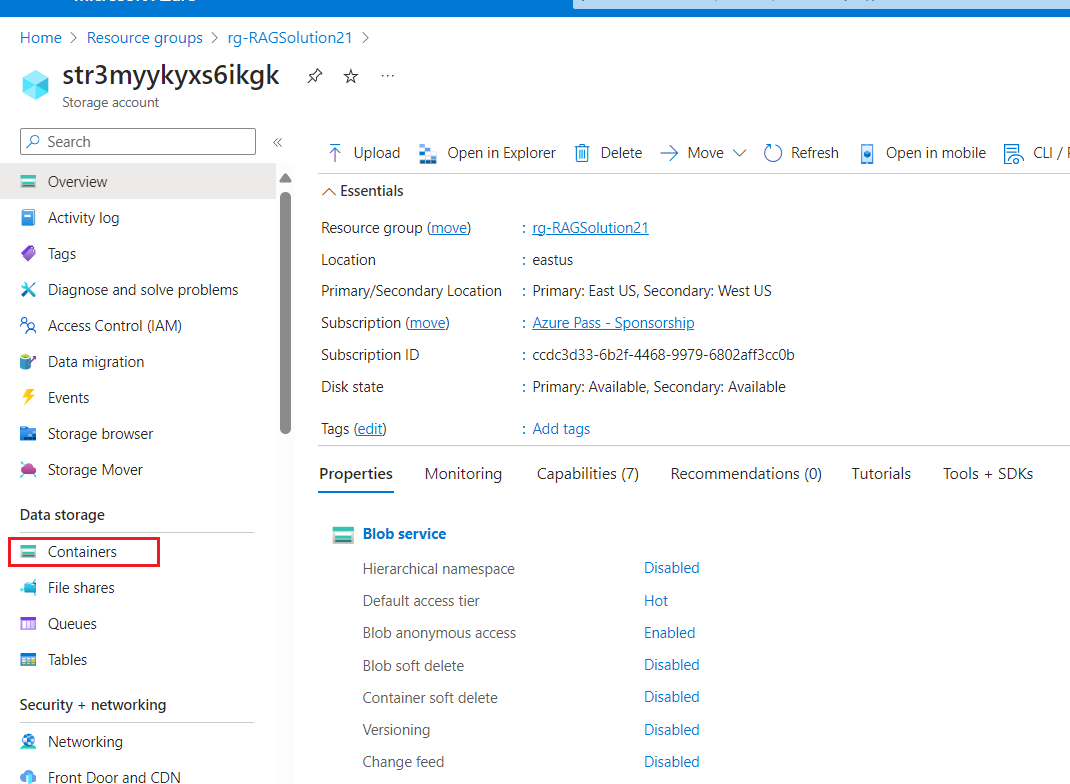 Home > Resource groups > rg-RAGSolution21 >
str3myykyxs6ikgk
Storage account
Search
«
Upload Open in Explorer Delete Move Refresh Open in mobile CLI /
Overview
Essentials
Activity log
Resource group (move) : rg-RAGSolution21
Tags
Location : eastus
Diagnose and solve problems
Primary/Secondary Location : Primary: East US, Secondary: West US
Access Control (IAM)
Subscription (move) : Azure Pass - Sponsorship
Data migration
Subscription ID : ccdc3d33-6b2f-4468-9979-6802aff3cc0b
Events
Disk state : Primary: Available, Secondary: Available
Storage browser
Tags (edit) : Add tags
Storage Mover
Properties Monitoring Capabilities (7) Recommendations (0) Tutorials Tools + SDKs
Data storage
Containers
File shares
Queues
Tables
Security + networking
Networking
Front Door and CDN
Blob service
Hierarchical namespace Disabled
Default access tier Hot
Blob anonymous access Enabled
Blob soft delete Disabled
Container soft delete Disabled
Versioning Disabled
Change feed Disabled